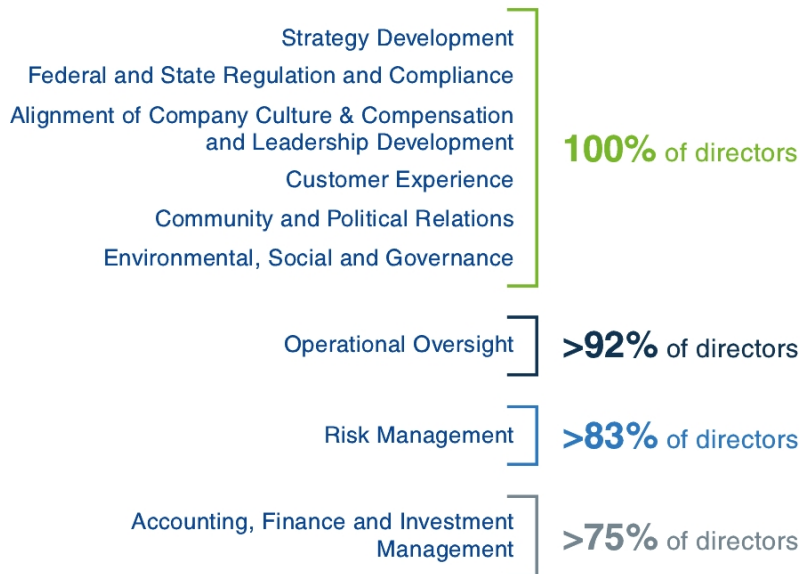 Strategy Development
Federal and State Regulation and Compliance
Alignment of Company Culture & Compensation
and Leadership Development
Customer Experience
Community and Political Relations
Environmental, Social and Governance
100% of directors
Operational Oversight
>92% of directors
Risk Management
>83% of directors
Accounting, Finance and Investment
Management
>75% of directors